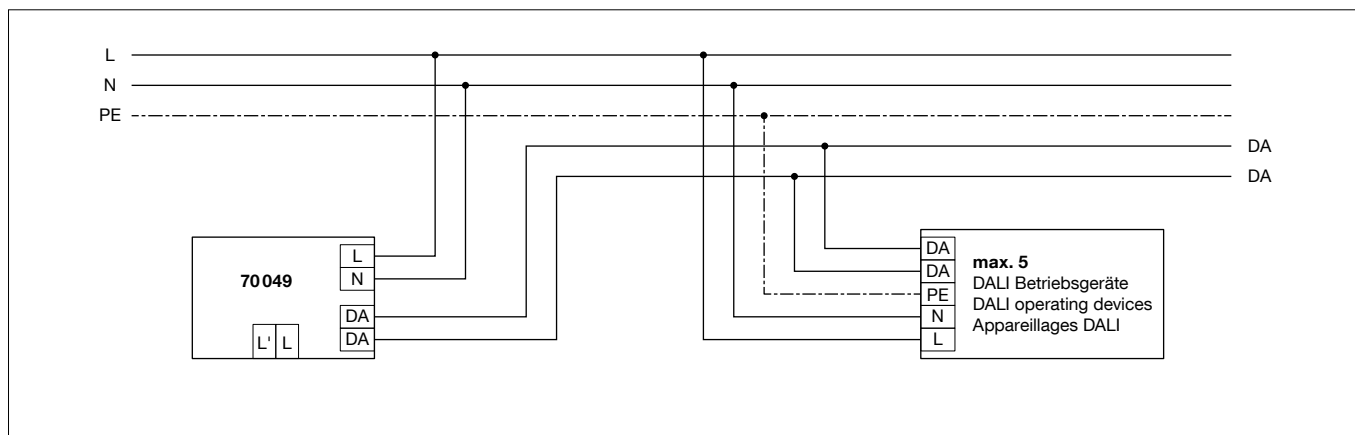 L
N
PE
DA
DA
70049
L
N
DA
DA
L' L
DA
DA
PE
N
L
max. 5
DALI Betriebsgeräte
DALI operating devices
Appareillages DALI